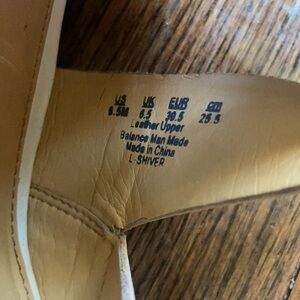 US UK EUR cm
6.5M 6.5 39.5 25.5
Leather Upper
Balance Man Made
Made in China
L-SHIVER